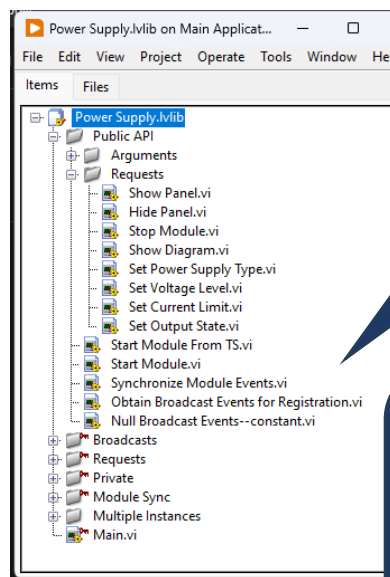 Power Supply.lvlib on Main Applicat...
File Edit View Project Operate Tools Window He
Items Files
Power Supply.lvlib
Public API
Arguments
Requests
Show Panel.vi
Hide Panel.vi
Stop Module.vi
Show Diagram.vi
Set Power Supply Type.vi
Set Voltage Level.vi
Set Current Limit.vi
Set Output State.vi
Start Module From TS.vi
Start Module.vi
Synchronize Module Events.vi
Obtain Broadcast Events for Registration.vi
Null Broadcast Events--constant.vi
Broadcasts
Requests
Private
Module Sync
Multiple Instances
Main.vi